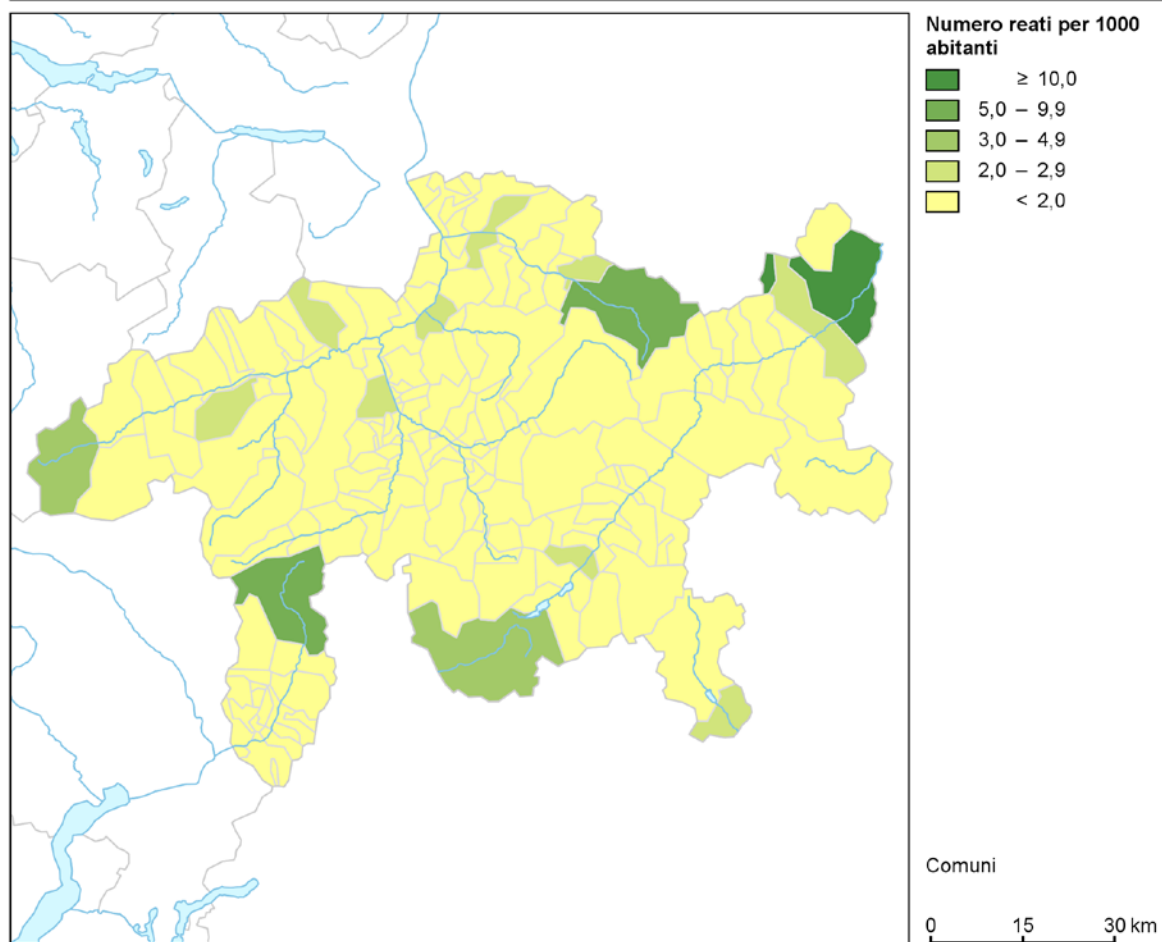 Numero reati per 1000
abitanti
≥ 10,0
5,0 – 9,9
3,0 – 4,9
2,0 – 2,9
< 2,0
Comuni
0 15 30 km